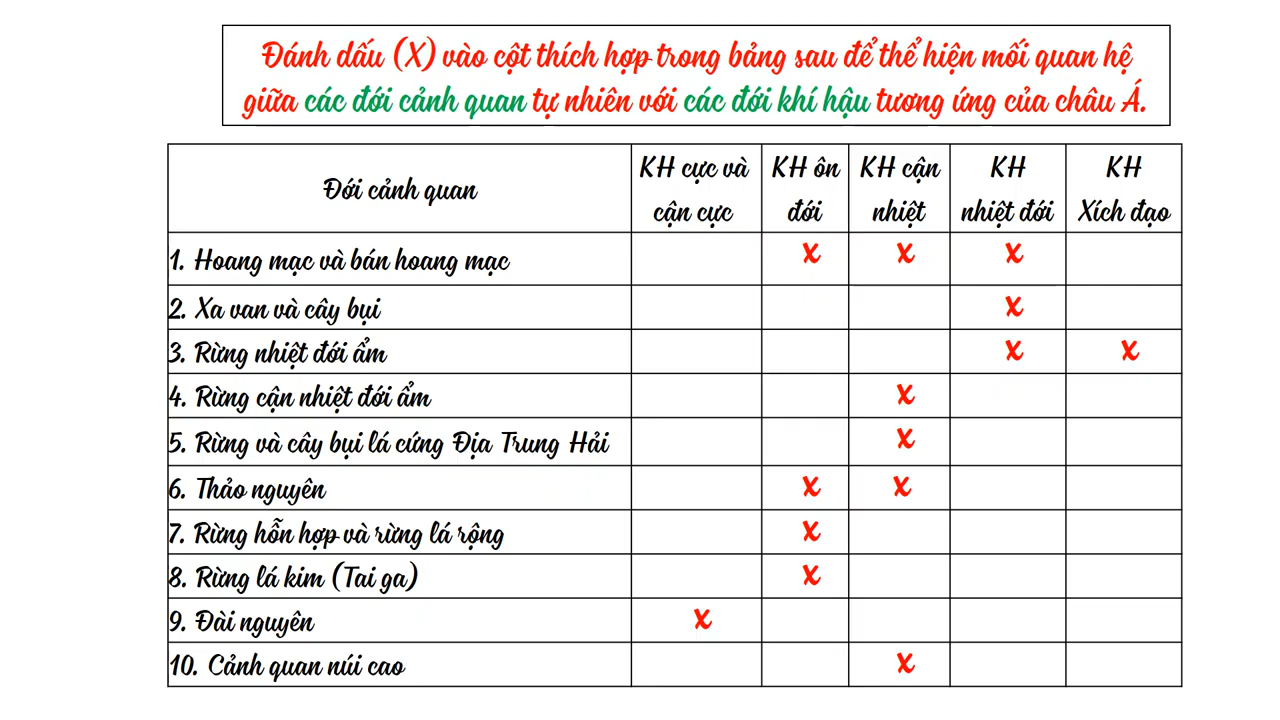 Đánh dấu (X) vào cột thích hợp trong bảng sau để thể hiện mối quan hệ
giữa các đới cảnh quan tự nhiên với các đới khí hậu tương ứng của châu Á.
Đới cảnh quan KH cực và cận cực KH ôn đới KH cận nhiệt KH nhiệt đới KH Xích đạo
1. Hoang mạc và bán hoang mạc X X X
2. Xa van và cây bụi X
3. Rừng nhiệt đới ẩm X X
4. Rừng cận nhiệt đới ẩm X
5. Rừng và cây bụi lá cứng Địa Trung Hải X
6. Thảo nguyên X X
7. Rừng hỗn hợp và rừng lá rộng X
8. Rừng lá kim (Tai ga) X
9. Đài nguyên X
10. Cảnh quan núi cao X